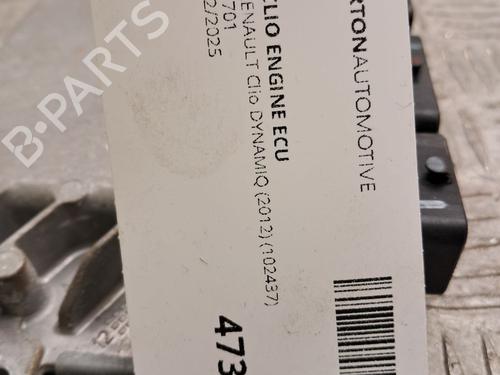 RTONAUTOMOTIVE
CLIO ENGINE ECU
ENAULT Clio DYNAMIQ (2012) (102437)
701
2/2025
473
B-PARTS